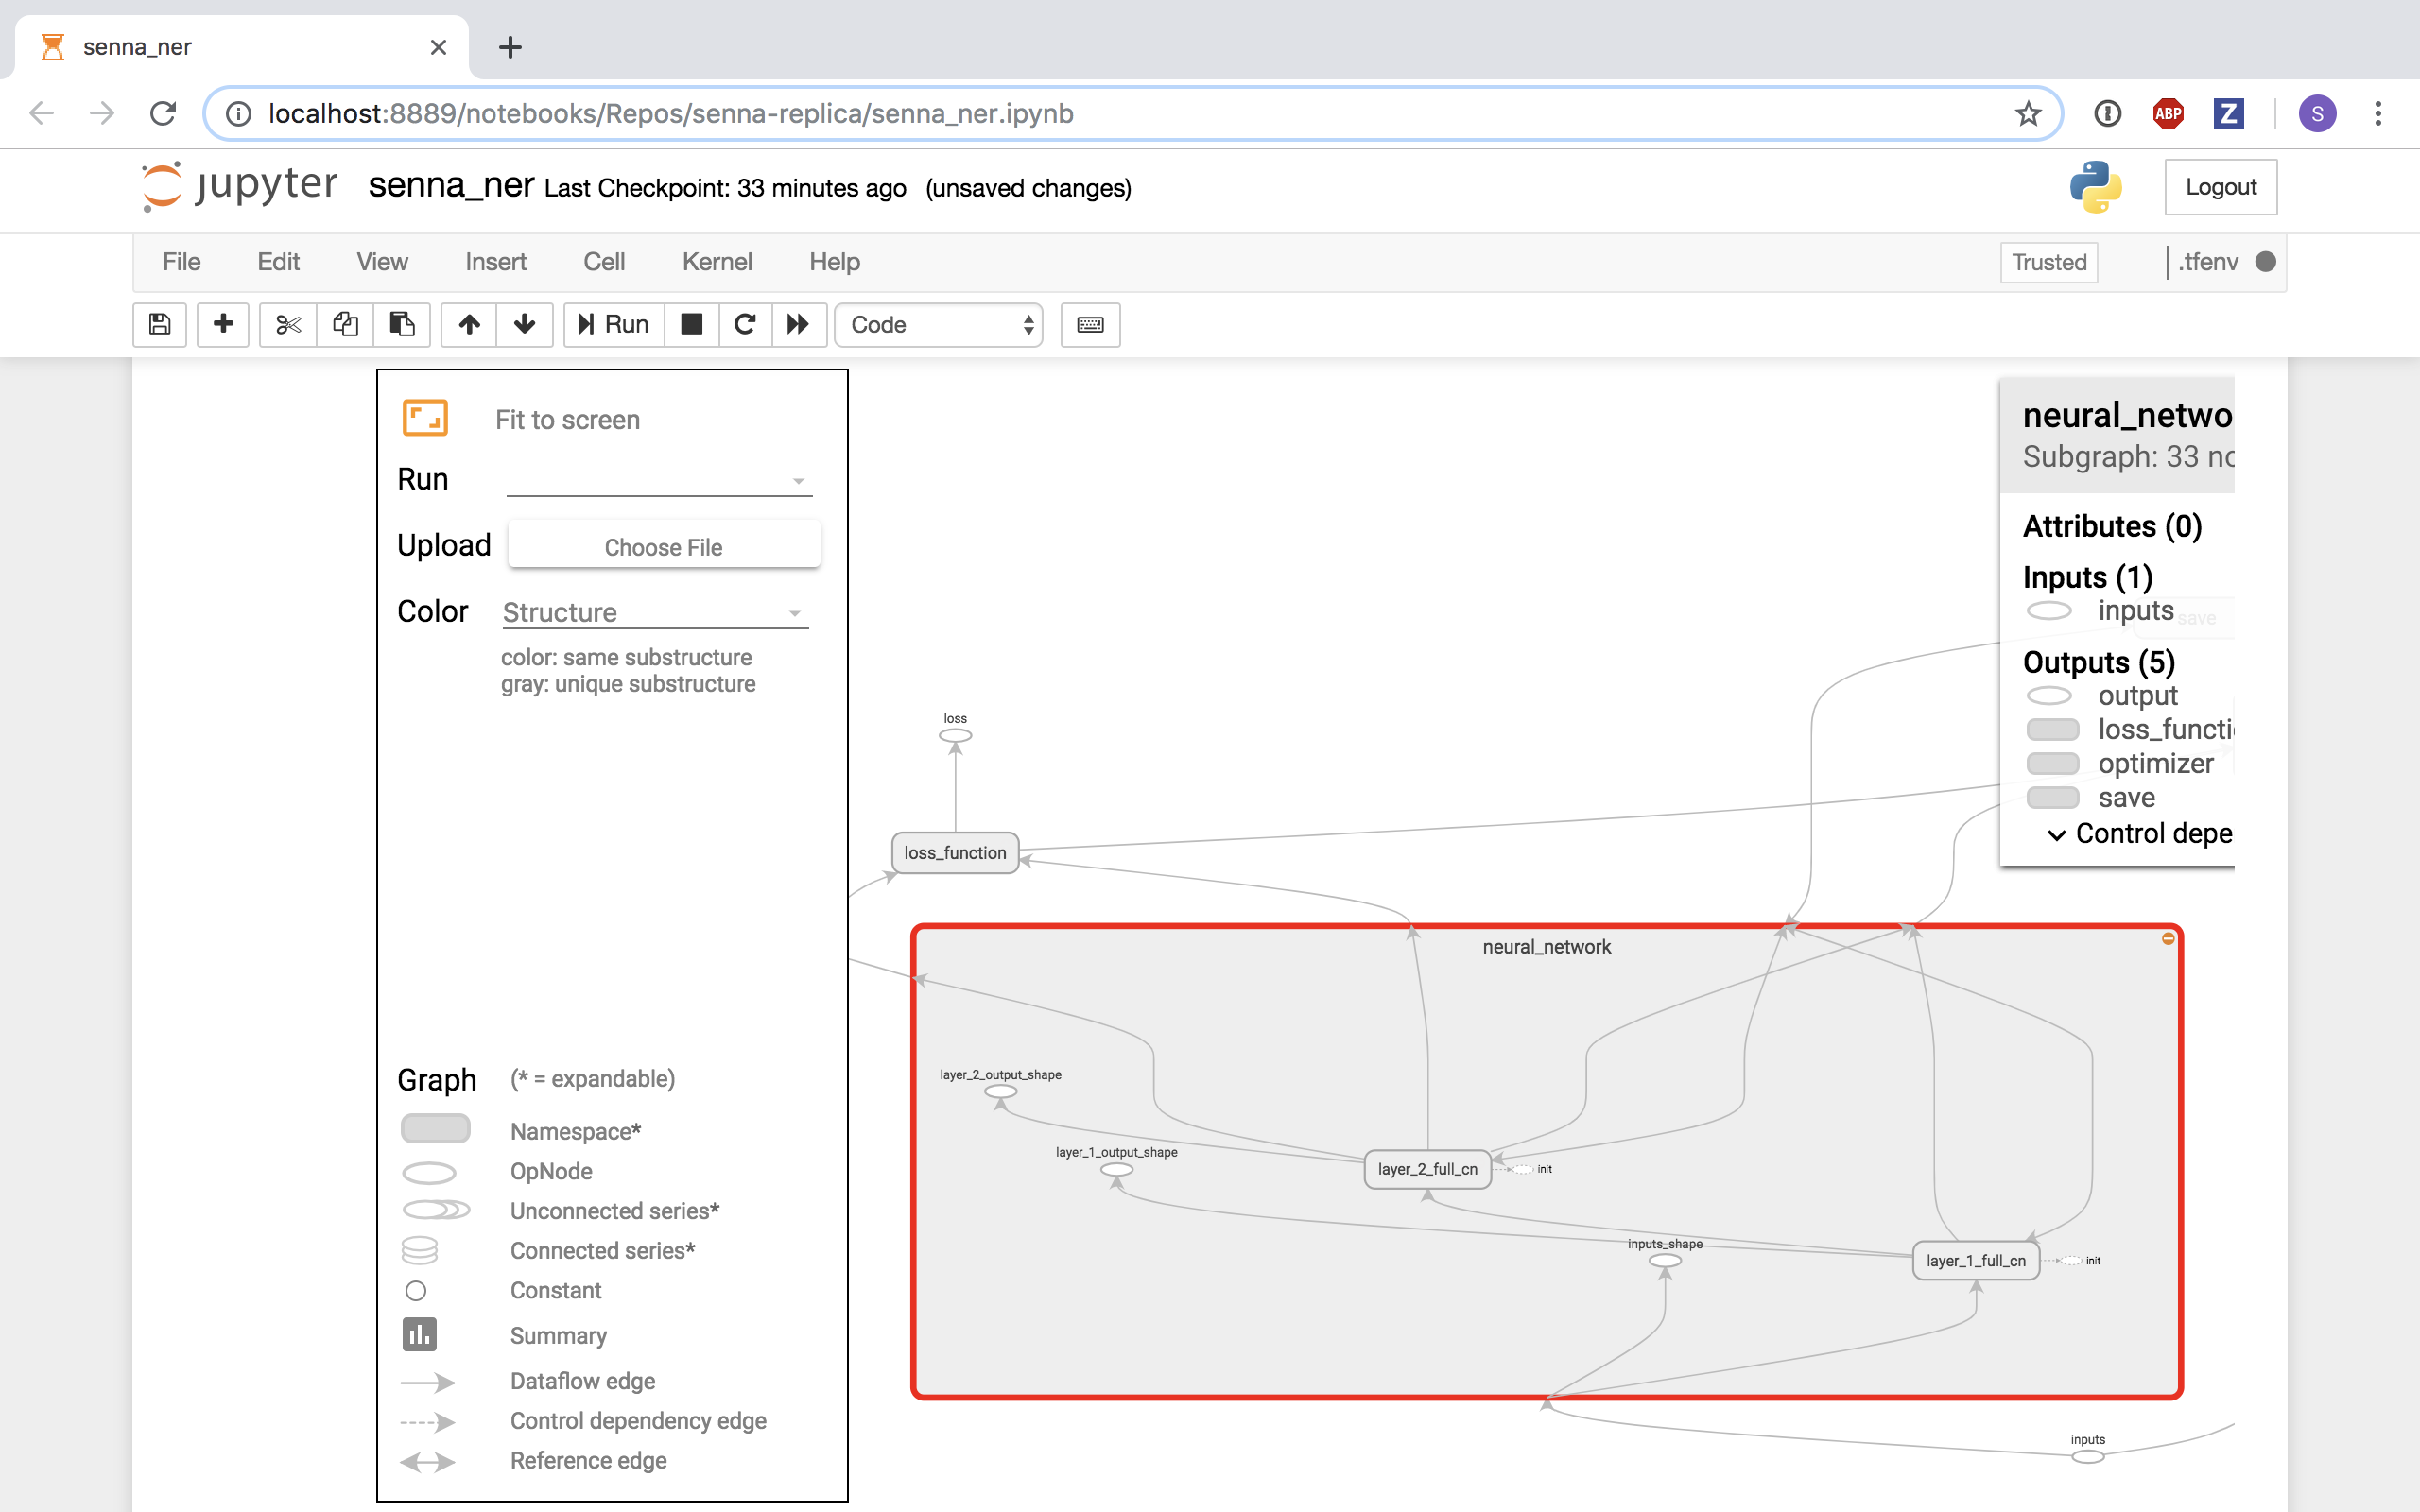 senna_ner
localhost:8889/notebooks/Repos/senna-replica/senna_ner.ipynb
ABP
Z
S
jupyter senna_ner Last Checkpoint: 33 minutes ago (unsaved changes)
Logout
File Edit View Insert Cell Kernel Help
Trusted
.tfenv
Run
Code
Fit to screen
Run
Upload Choose File
Color Structure
color: same substructure
gray: unique substructure
Graph (* = expandable)
Namespace*
OpNode
Unconnected series*
Connected series*
Constant
Summary
Dataflow edge
Control dependency edge
Reference edge
loss
loss_function
neural_network
layer_2_output_shape
layer_1_output_shape
layer_2_full_cn
init
inputs_shape
layer_1_full_cn
init
inputs
neural_netwo
Subgraph: 33 no
Attributes (0)
Inputs (1)
inputs
save
Outputs (5)
output
loss_functi
optimizer
save
Control depe